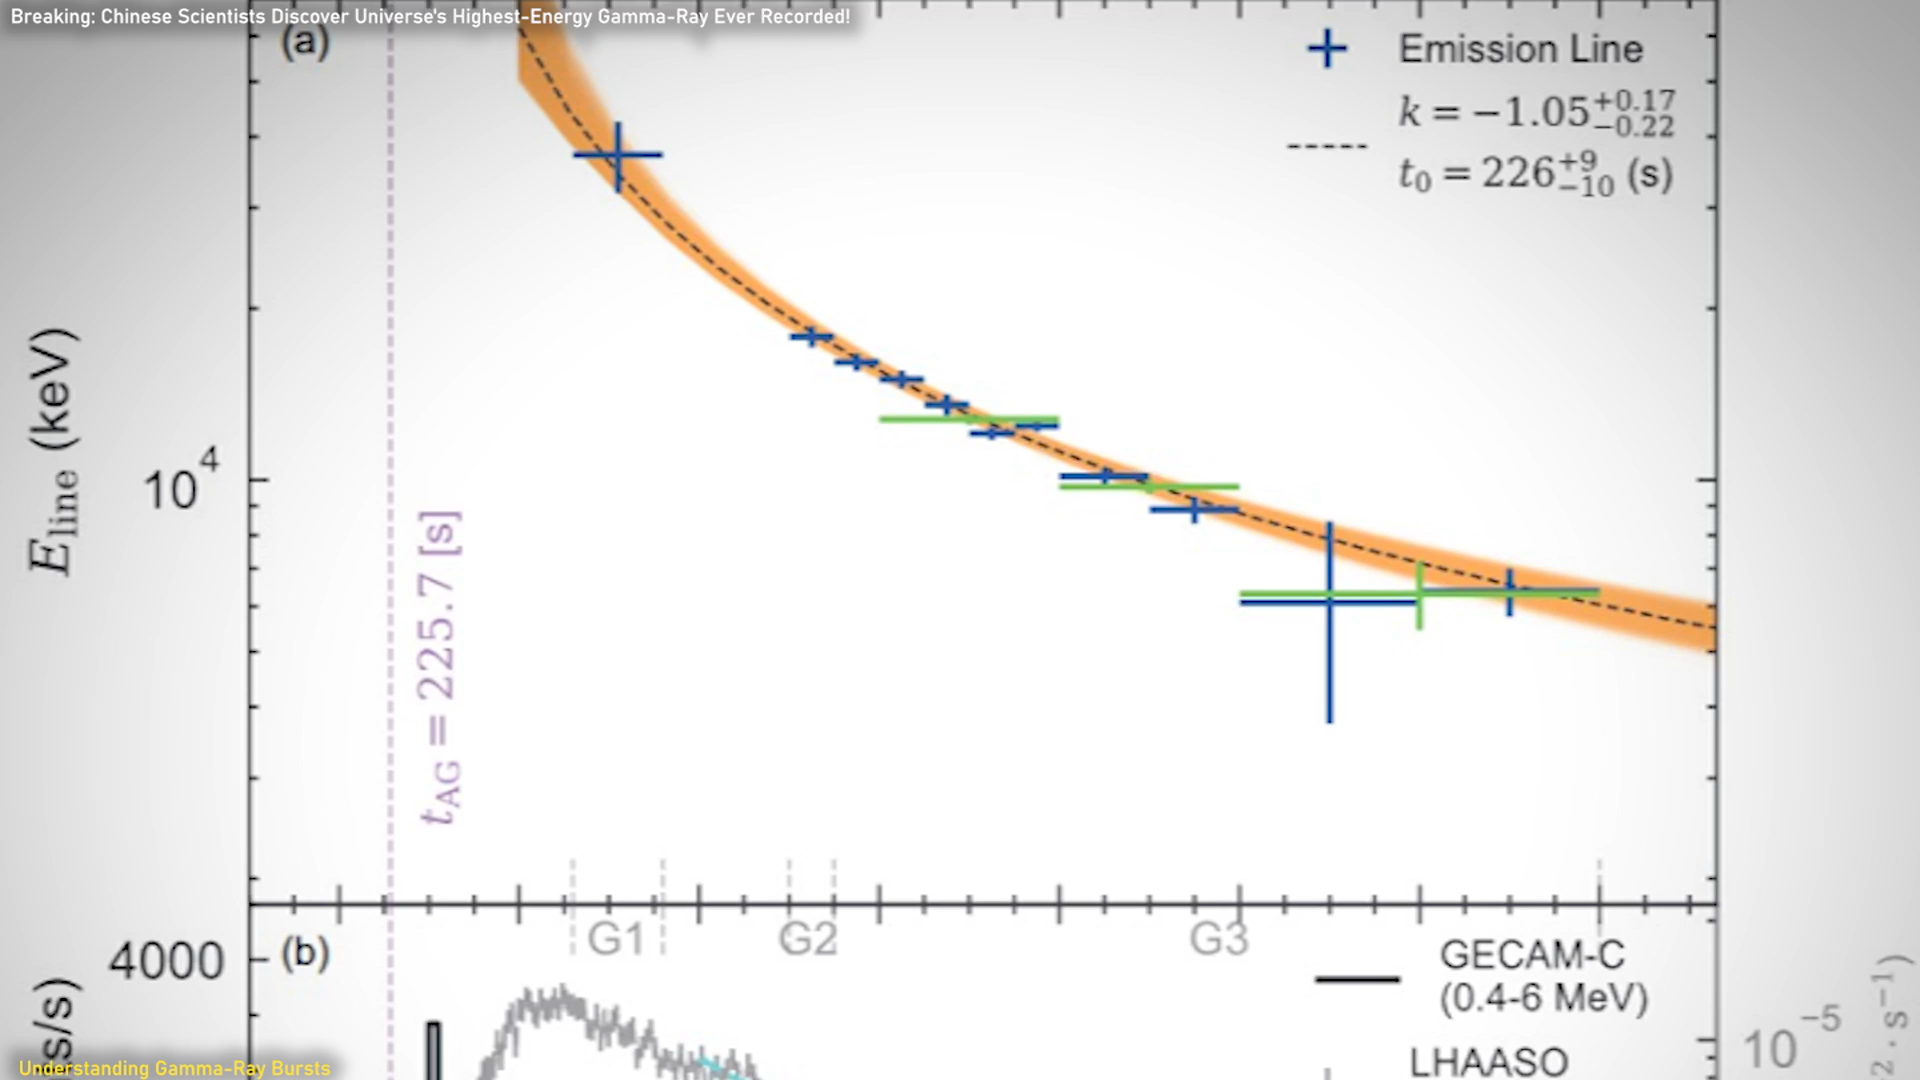 Breaking: Chinese Scientists Discover Universe's Highest-Energy Gamma-Ray Ever Recorded!
(a)
Emission Line
k = −1.05 +0.17 −0.22
t0 = 226 +9 −10 (s)
Eline (keV)
10^4
tAG = 225.7 [s]
G1
G2
G3
4000
(b)
GECAM-C
(0.4-6 MeV)
LHAASO
10^−5
s/s)
2 · s^−1)
Understanding Gamma-Ray Bursts